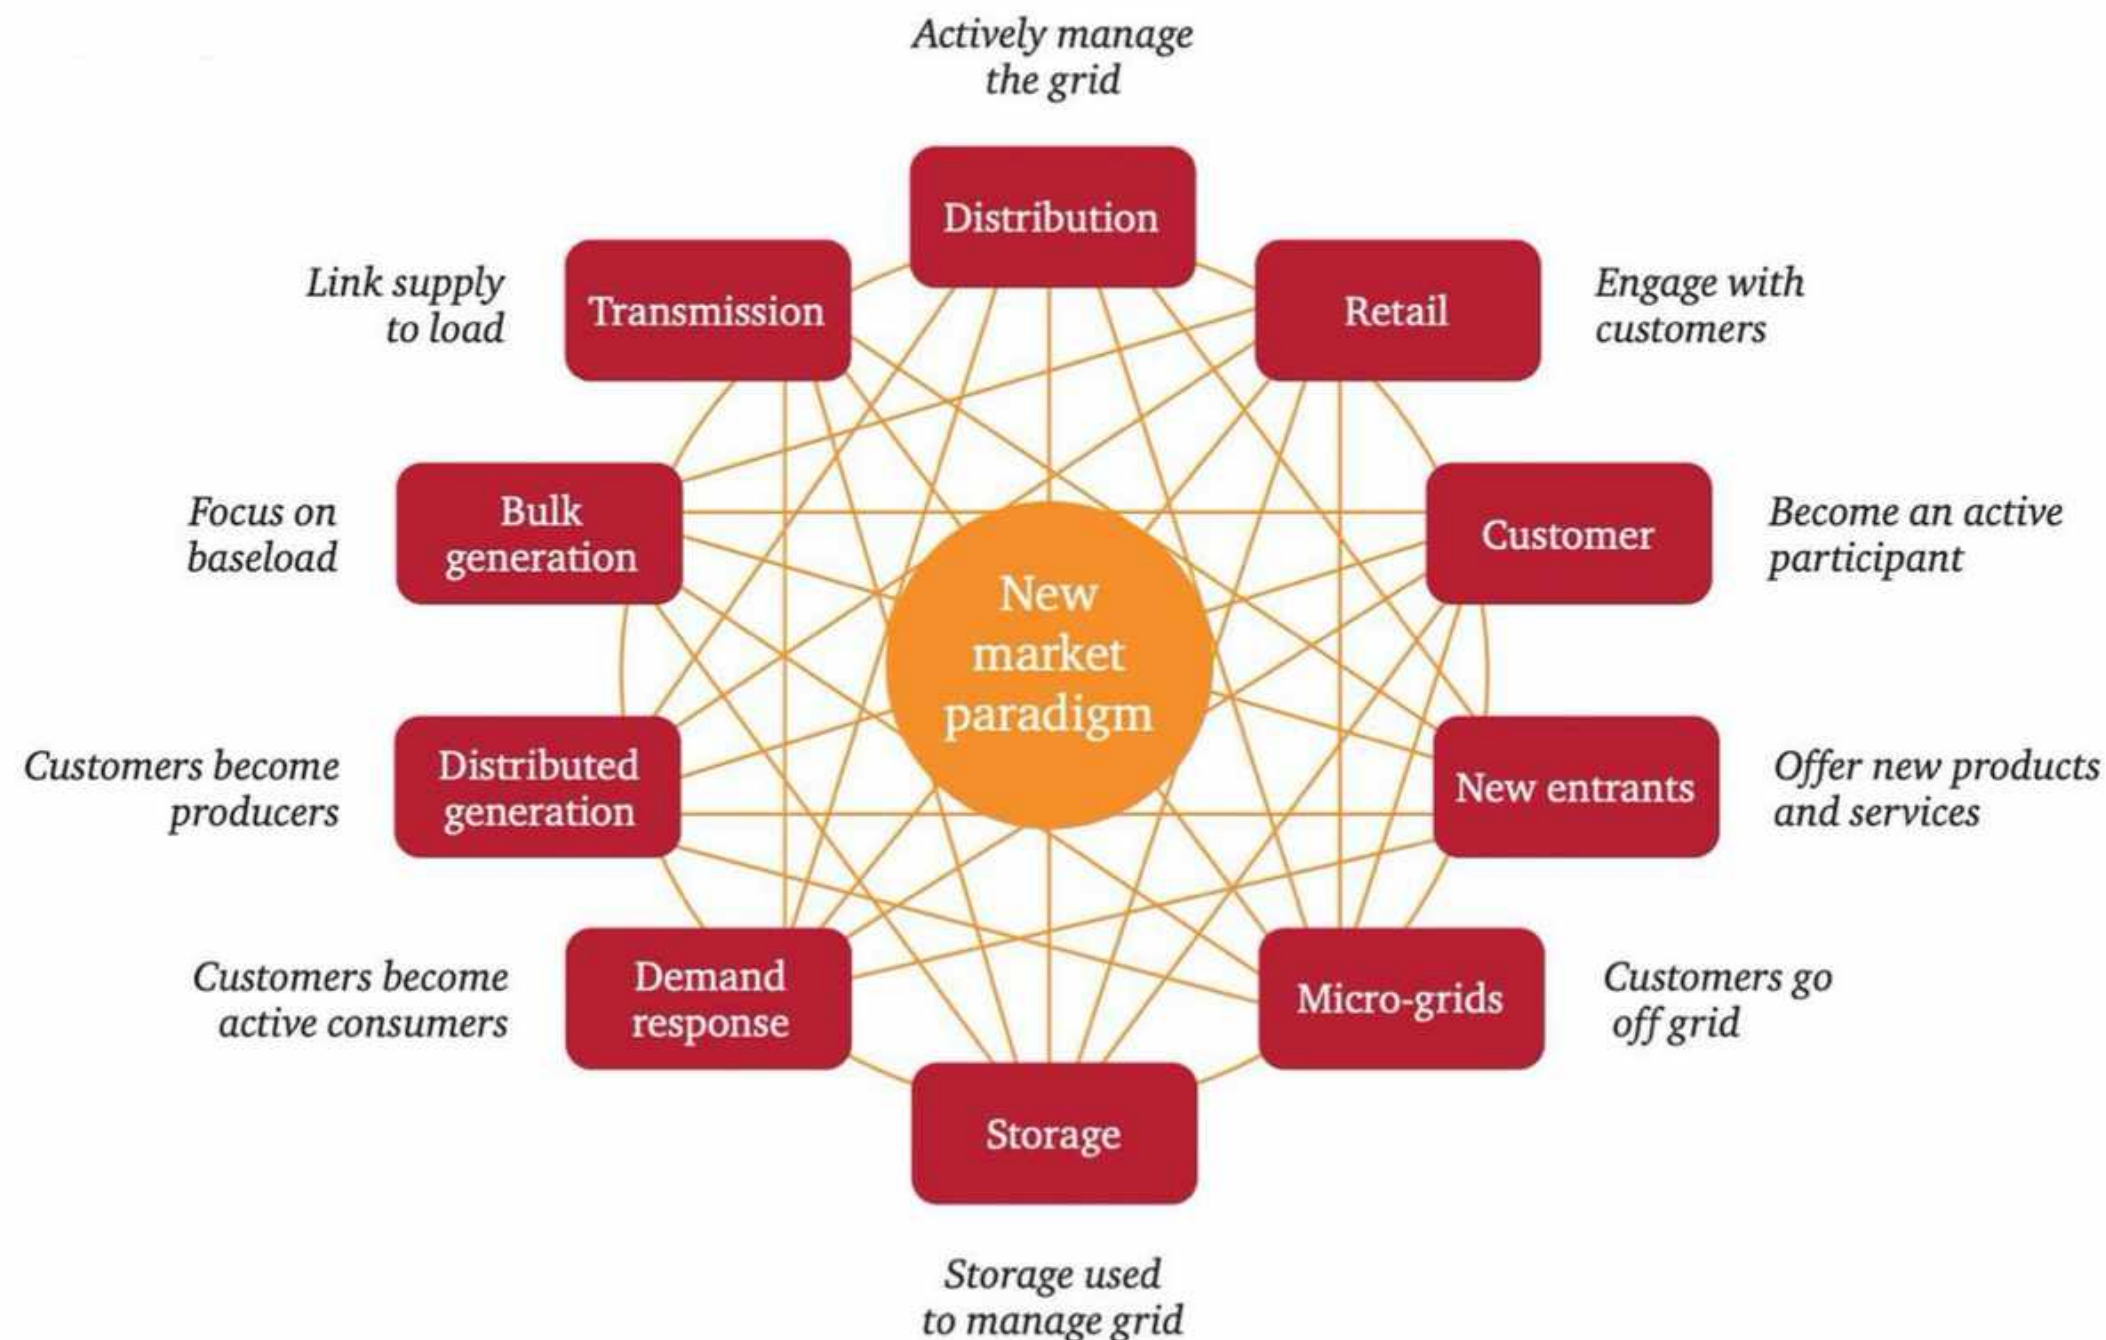 Actively manage
the grid
Distribution
Link supply
to load
Transmission
Retail
Engage with
customers
Focus on
baseload
Bulk
generation
Customer
Become an active
participant
New
market
paradigm
Customers become
producers
Distributed
generation
New entrants
Offer new products
and services
Customers become
active consumers
Demand
response
Micro-grids
Customers go
off grid
Storage
Storage used
to manage grid